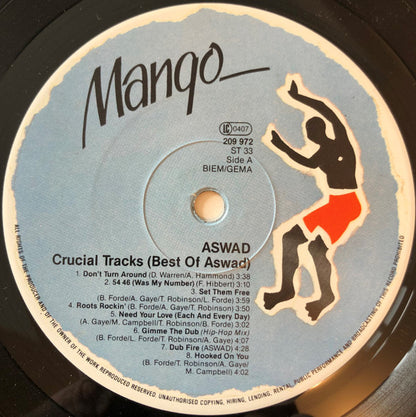 Mango
LC 0407
209 972
ST 33
Side A
BIEM/GEMA
ASWAD
Crucial Tracks (Best Of Aswad)
1. Don't Turn Around (D. Warren/A. Hammond) 3:38
2. 54 46 (Was My Number) (F. Hibbert) 3:10
3. Set Them Free
B. Forde/A. Gaye/T. Robinson/L. Forde) 3:59
4. Roots Rockin' (B. Forde/A. Gaye/T. Robinson) 3:50
5. Need Your Love (Each And Every Day)
A. Gaye/M. Campbell/T. Robinson/B. Forde) 3:02
6. Gimme The Dub (Hip-Hop Mix)
(B. Forde/L. Forde/T. Robinson/A. Gaye) 2:51
7. Dub Fire (ASWAD) 4:28
8. Hooked On You
(B. Forde/T. Robinson/A. Gaye/
M. Campbell) 4:02
ALL RIGHTS OF THE PRODUCER AND OF THE OWNER OF THE WORK REPRODUCED RESERVED. UNAUTHORISED COPYING, HIRING, LENDING, RENTAL, PUBLIC PERFORMANCE AND BROADCASTING OF THIS RECORD PROHIBITED